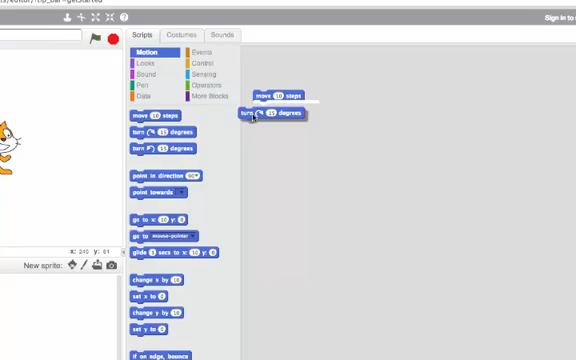 Sign in to
Scripts Costumes Sounds
Motion Events
Looks Control
Sound Sensing
Pen Operators
Data More Blocks
move 10 steps
move 10 steps
turn 15 degrees
turn 15 degrees
turn 15 degrees
point in direction 90
point towards
go to x: 10 y: 0
go to mouse-pointer
x: 240 y: 61
glide 1 secs to x: 10 y: 0
New sprite:
change x by 10
set x to 0
change y by 10
set y to 0
if on edge, bounce